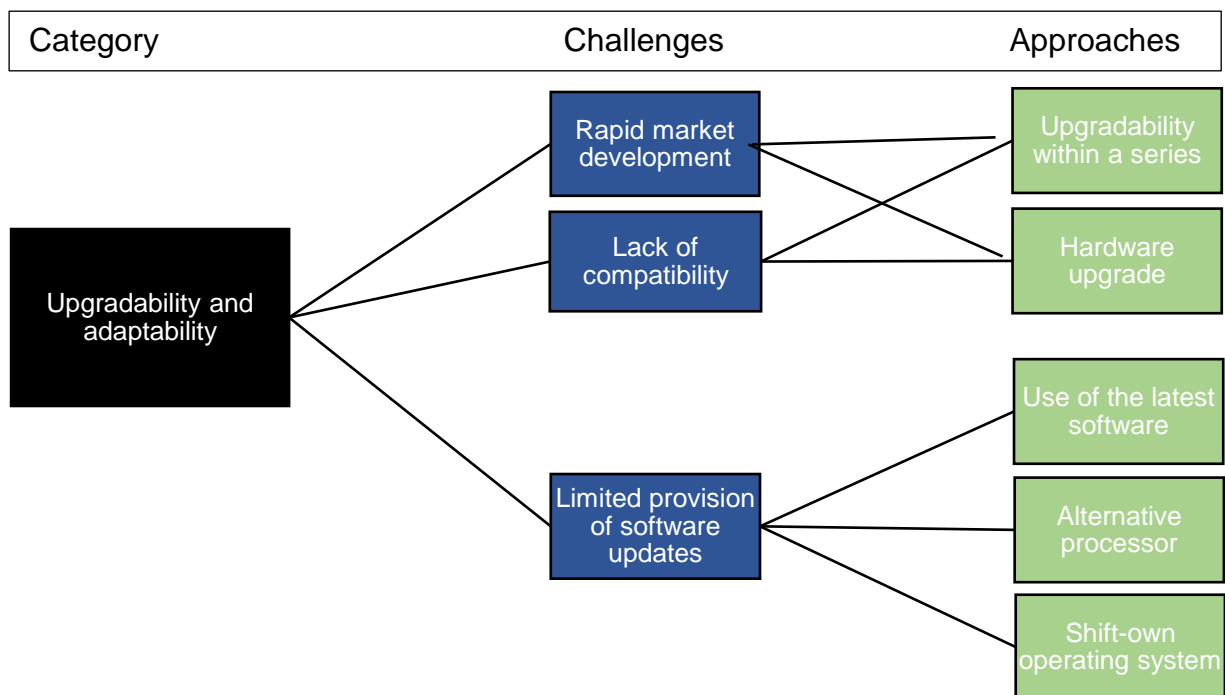 Category
Challenges
Approaches
Rapid market
development
Upgradability
within a series
Lack of
compatibility
Hardware
upgrade
Upgradability and
adaptability
Use of the latest
software
Limited provision
of software
updates
Alternative
processor
Shift-own
operating system